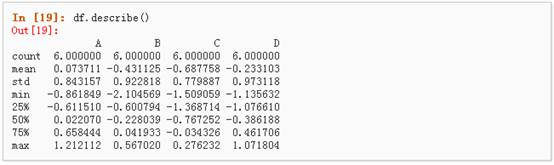 In [19]: df.describe()
Out[19]:
A B C D
count 6.000000 6.000000 6.000000 6.000000
mean 0.073711 -0.431125 -0.687758 -0.233103
std 0.843157 0.922818 0.779887 0.973118
min -0.861849 -2.104569 -1.509059 -1.135632
25% -0.611510 -0.600794 -1.368714 -1.076610
50% 0.022070 -0.228039 -0.767252 -0.386188
75% 0.658444 0.041933 -0.034326 0.461706
max 1.212112 0.567020 0.276232 1.071804